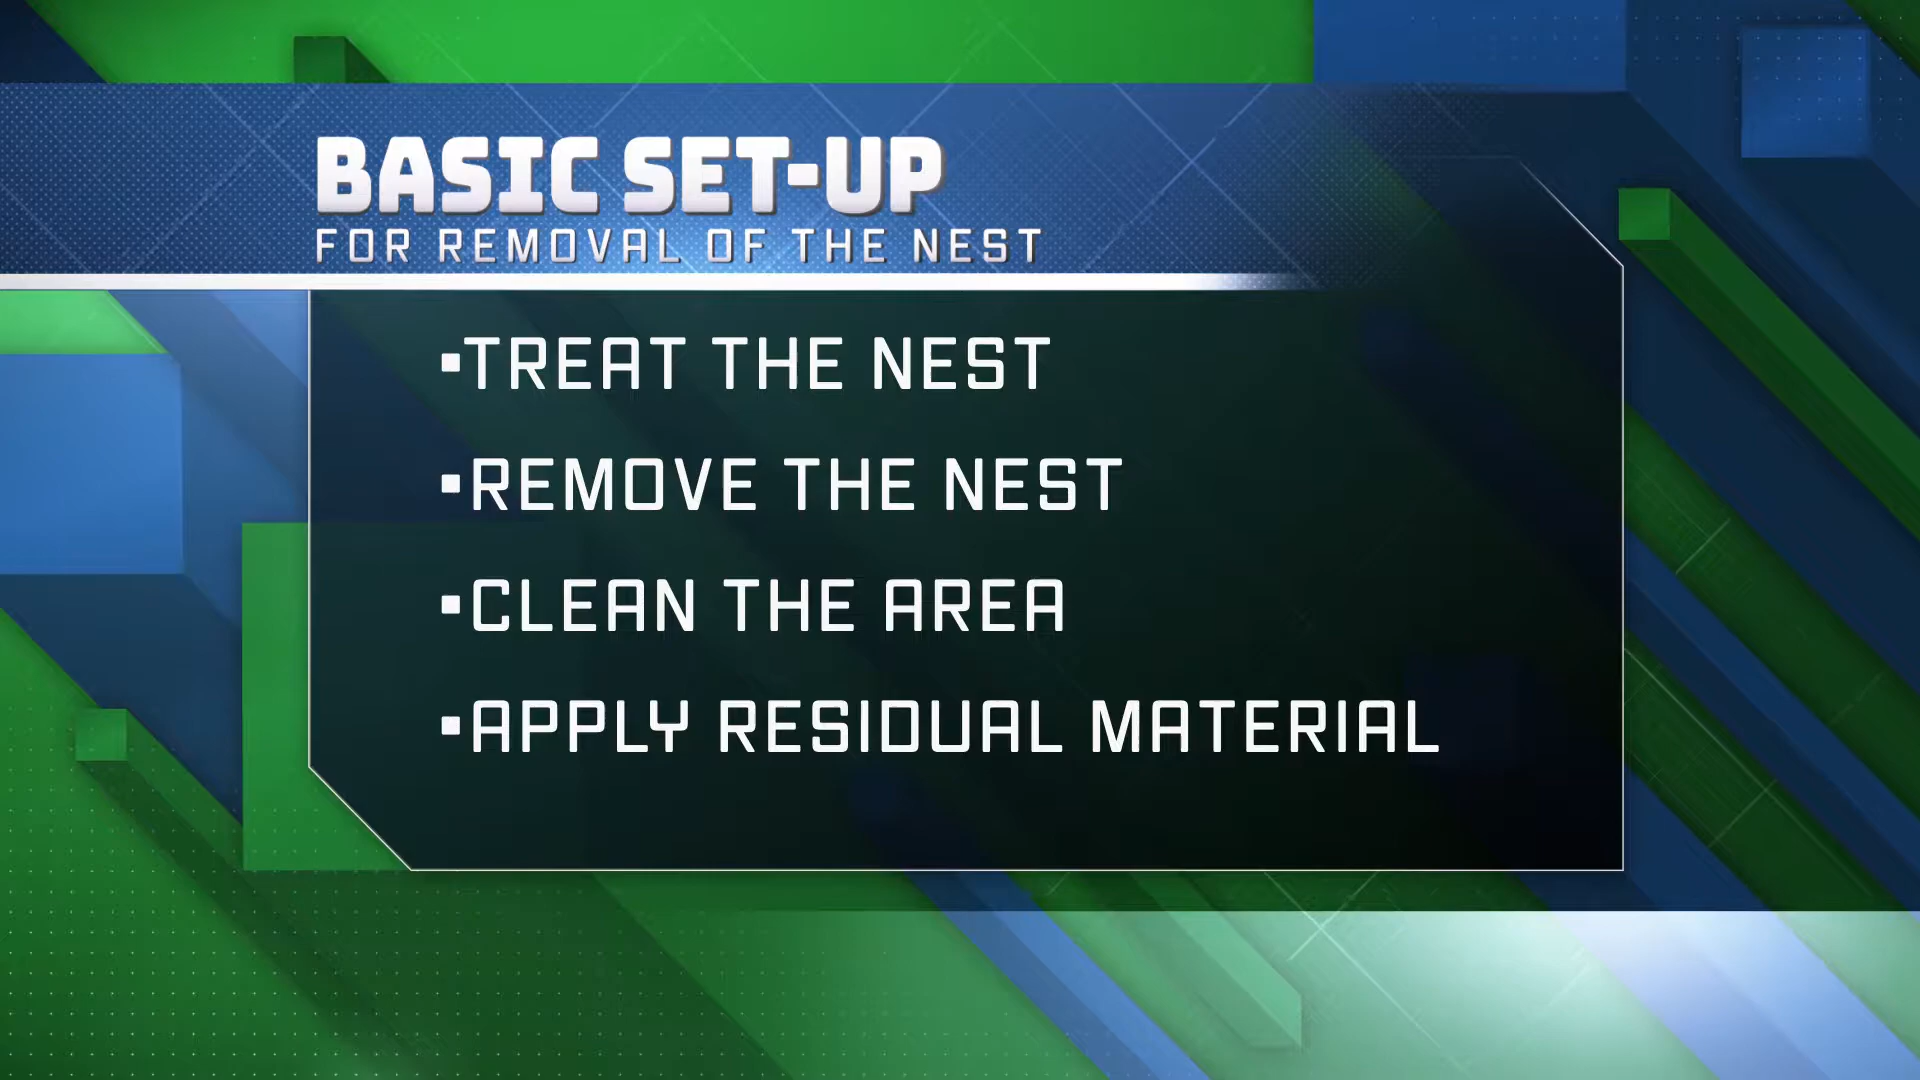 BASIC SET-UP
FOR REMOVAL OF THE NEST
▪TREAT THE NEST
▪REMOVE THE NEST
▪CLEAN THE AREA
▪APPLY RESIDUAL MATERIAL